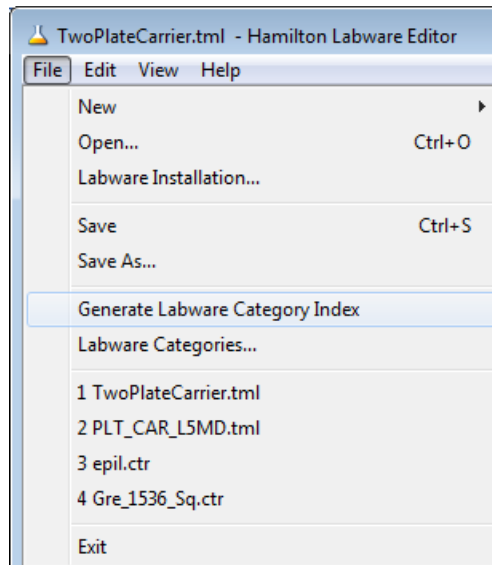 TwoPlateCarrier.tml - Hamilton Labware Editor
File Edit View Help
New
Open... Ctrl+O
Labware Installation...
Save Ctrl+S
Save As...
Generate Labware Category Index
Labware Categories...
1 TwoPlateCarrier.tml
2 PLT_CAR_L5MD.tml
3 epil.ctr
4 Gre_1536_Sq.ctr
Exit